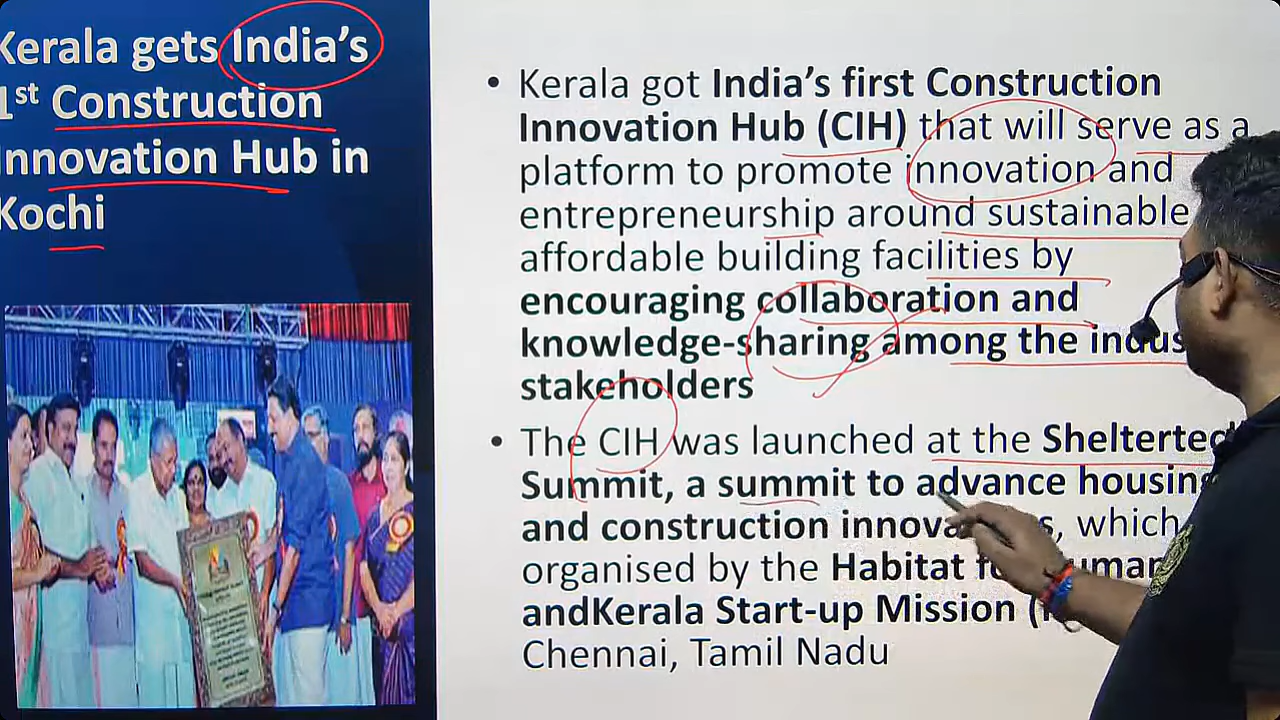 Kerala gets India's
1st Construction
Innovation Hub in
Kochi
• Kerala got India's first Construction
Innovation Hub (CIH) that will serve as a
platform to promote innovation and
entrepreneurship around sustainable
affordable building facilities by
encouraging collaboration and
knowledge-sharing among the
stakeholders
• The CIH was launched at the Sheltertech
Summit, a summit to advance housing
and construction , which
organised by the Habitat
andKerala Start-up Mission
Chennai, Tamil Nadu